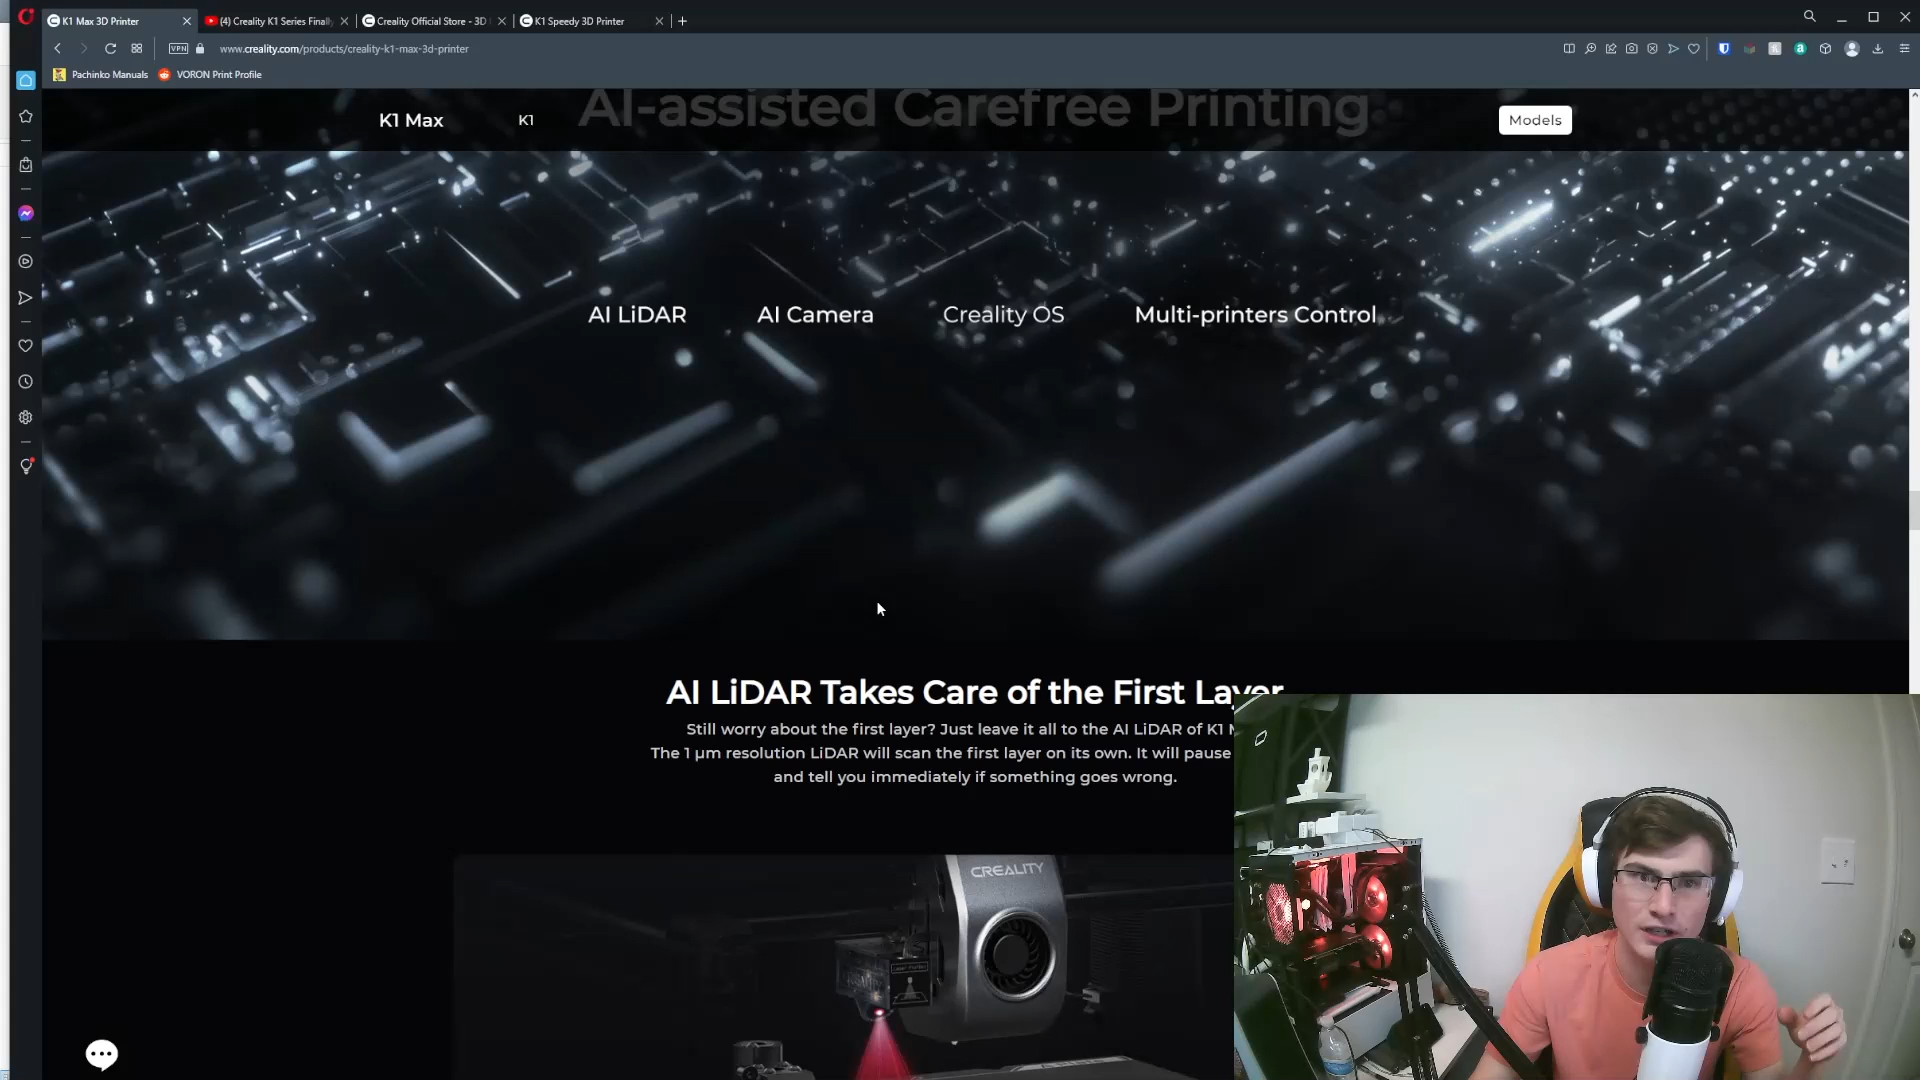 K1 Max 3D Printer
(4) Creality K1 Series Finall
Creality Official Store - 3D
K1 Speedy 3D Printer
VPN
www.creality.com/products/creality-k1-max-3d-printer
Pachinko Manuals
VORON Print Profile
AI-assisted Carefree Printing
K1 Max
K1
Models
AI LiDAR
AI Camera
Creality OS
Multi-printers Control
AI LiDAR Takes Care of the First Layer
Still worry about the first layer? Just leave it all to the AI LiDAR of K1 M
The 1 μm resolution LiDAR will scan the first layer on its own. It will pause
and tell you immediately if something goes wrong.
CREALITY